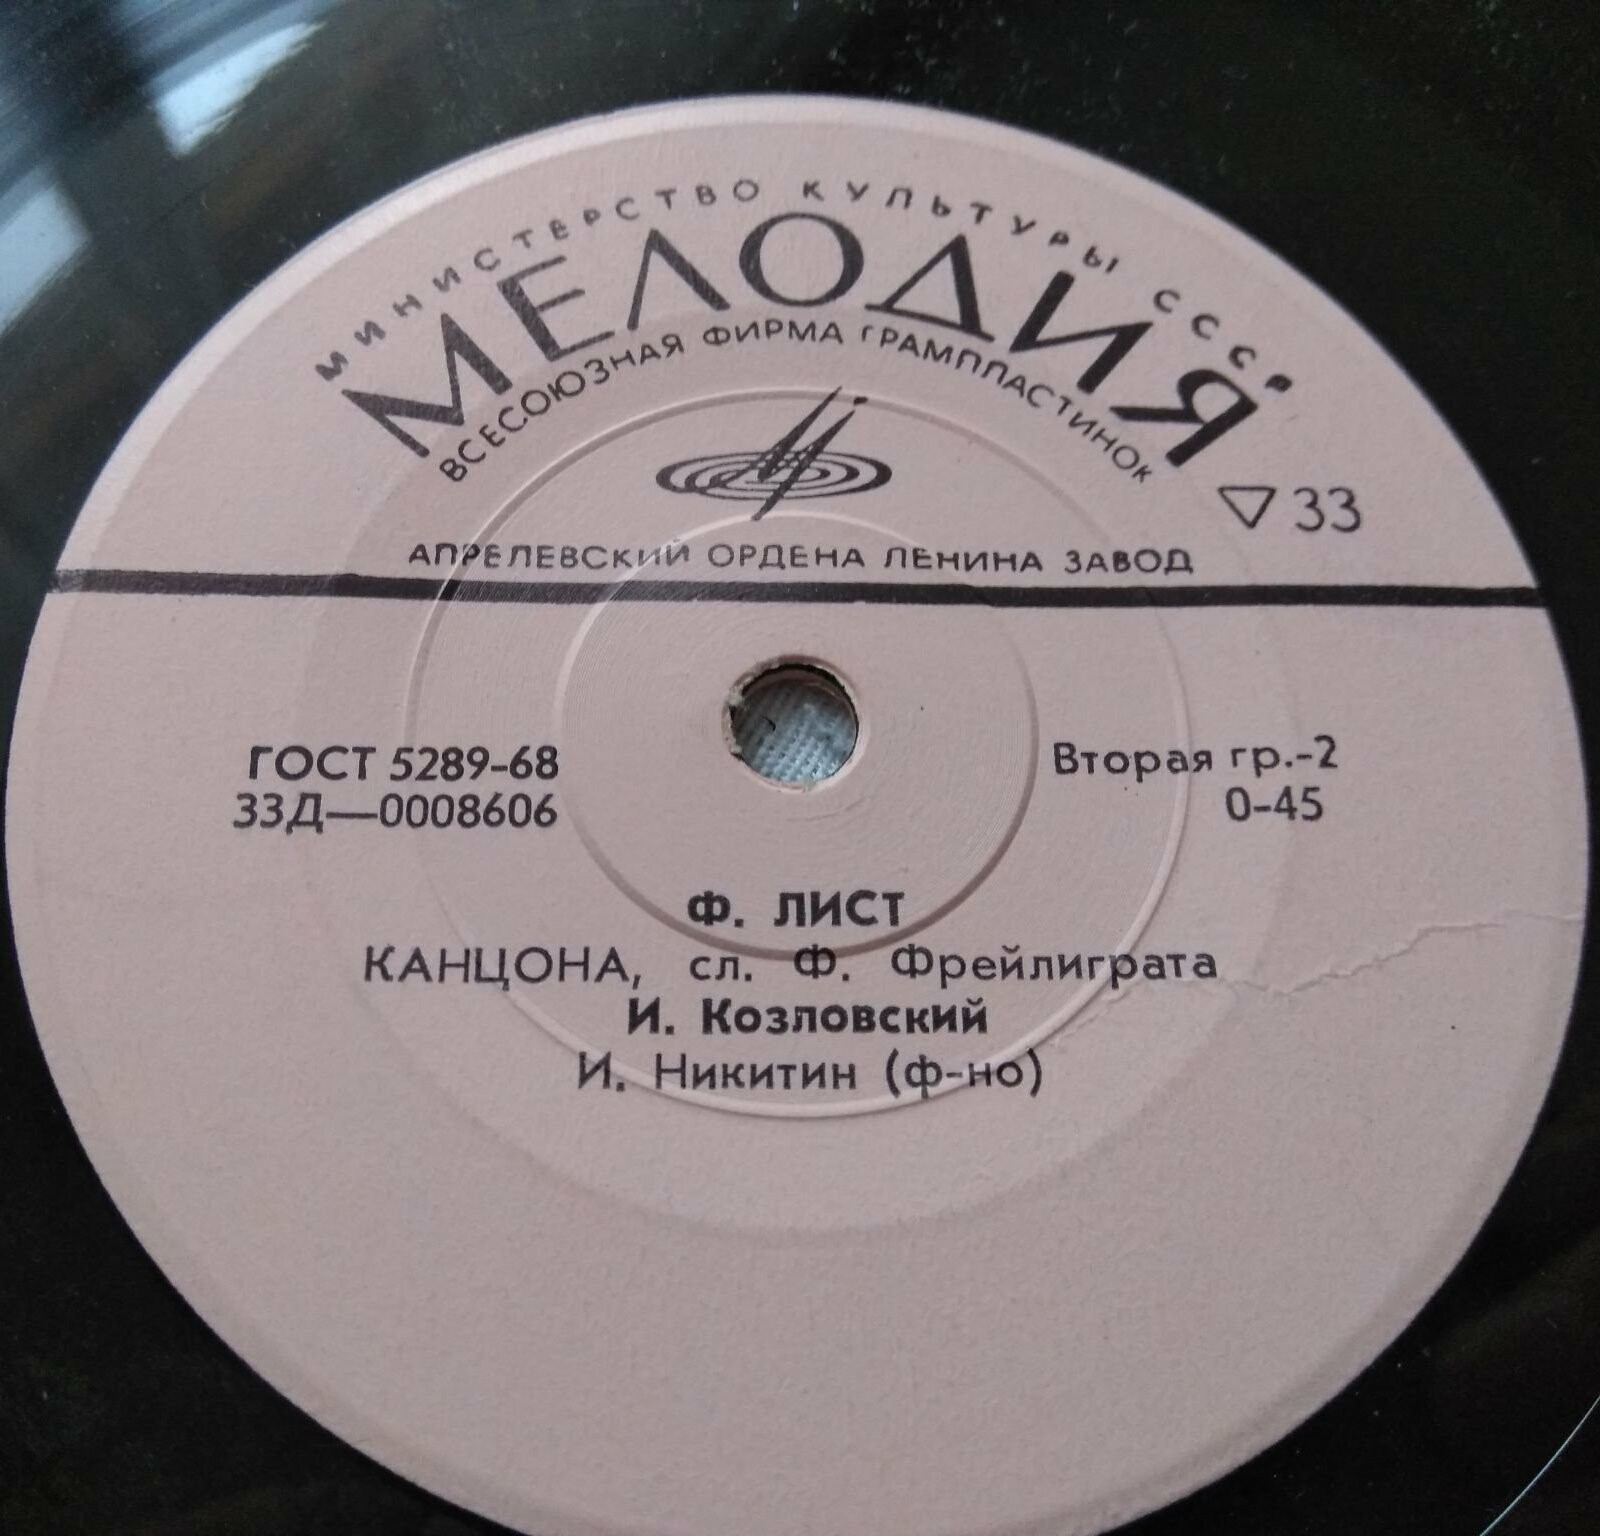 МИНИСТЕРСТВО КУЛЬТУРЫ СССР
МЕЛОДИЯ
ВСЕСОЮЗНАЯ ФИРМА ГРАМПЛАСТИНОК
▽ 33
АПРЕЛЕВСКИЙ ОРДЕНА ЛЕНИНА ЗАВОД
ГОСТ 5289-68
33Д—0008606
Вторая гр.-2
0-45
Ф. ЛИСТ
КАНЦОНА, сл. Ф. Фрейлиграта
И. Козловский
И. Никитин (ф-но)